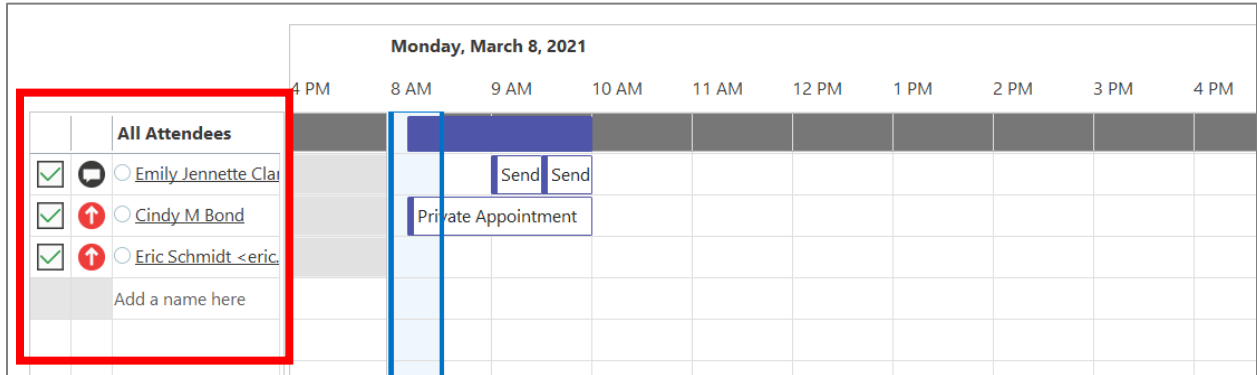 Monday, March 8, 2021
4 PM 8 AM 9 AM 10 AM 11 AM 12 PM 1 PM 2 PM 3 PM 4 PM
All Attendees
Emily Jennette Clar
Send Send
Cindy M Bond
Private Appointment
Eric Schmidt <eric.
Add a name here